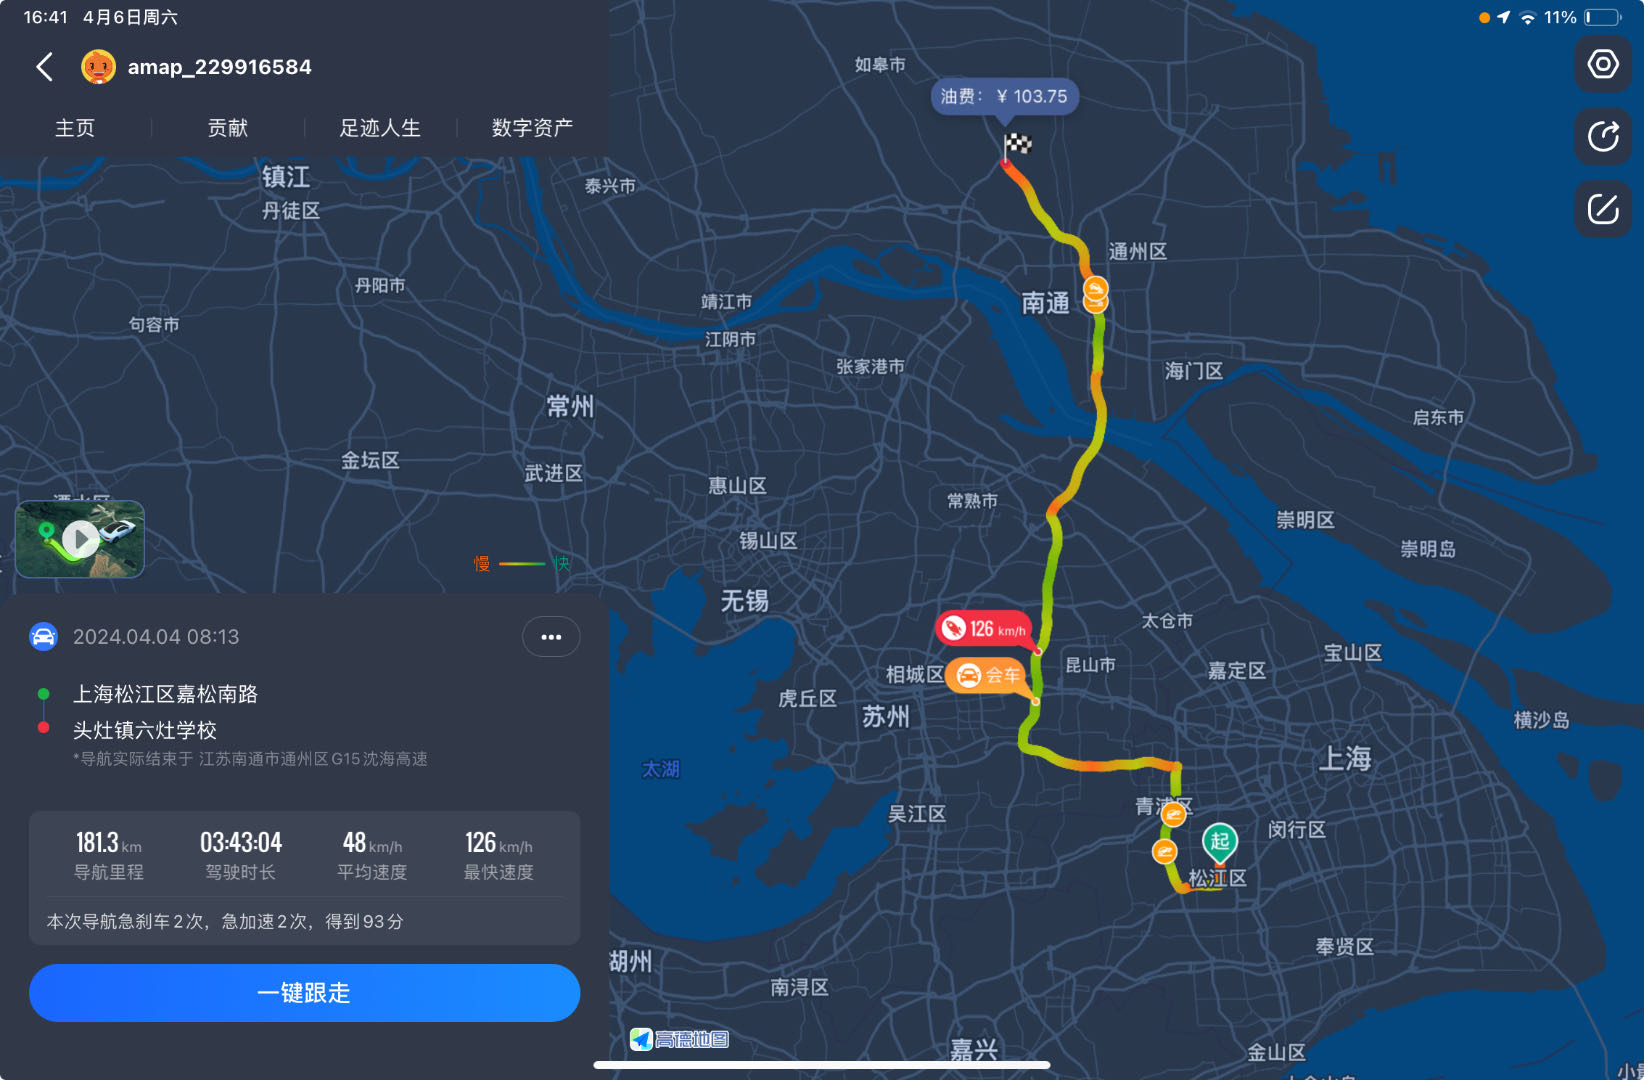 16:41 4月6日周六
11%
amap_229916584
主页
贡献
足迹人生
数字资产
如皋市
油费：￥103.75
镇江
丹徒区
泰兴市
通州区
丹阳市
靖江市
南通
句容市
江阴市
张家港市
海门区
常州
启东市
金坛区
武进区
惠山区
常熟市
崇明区
锡山区
崇明岛
慢
快
无锡
126 km/h
太仓市
昆山市
宝山区
嘉定区
相城区
会车
虎丘区
苏州
横沙岛
上海
太湖
吴江区
青浦区
闵行区
起
松江区
奉贤区
湖州
南浔区
嘉兴
金山区
高德地图
2024.04.04 08:13
上海松江区嘉松南路
头灶镇六灶学校
*导航实际结束于 江苏南通市通州区G15沈海高速
181.3 km
03:43:04
48 km/h
126 km/h
导航里程
驾驶时长
平均速度
最快速度
本次导航急刹车2次，急加速2次，得到93分
一键跟走